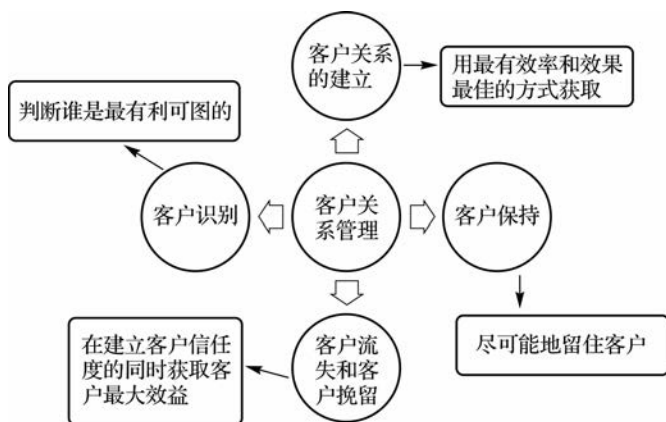 客户关系
的建立
用最有效率和效果
最佳的方式获取
判断谁是最有利可图的
客户识别
客户关
系管理
客户保持
在建立客户信任
度的同时获取客
户最大效益
客户流
失和客
户挽留
尽可能地留住客户